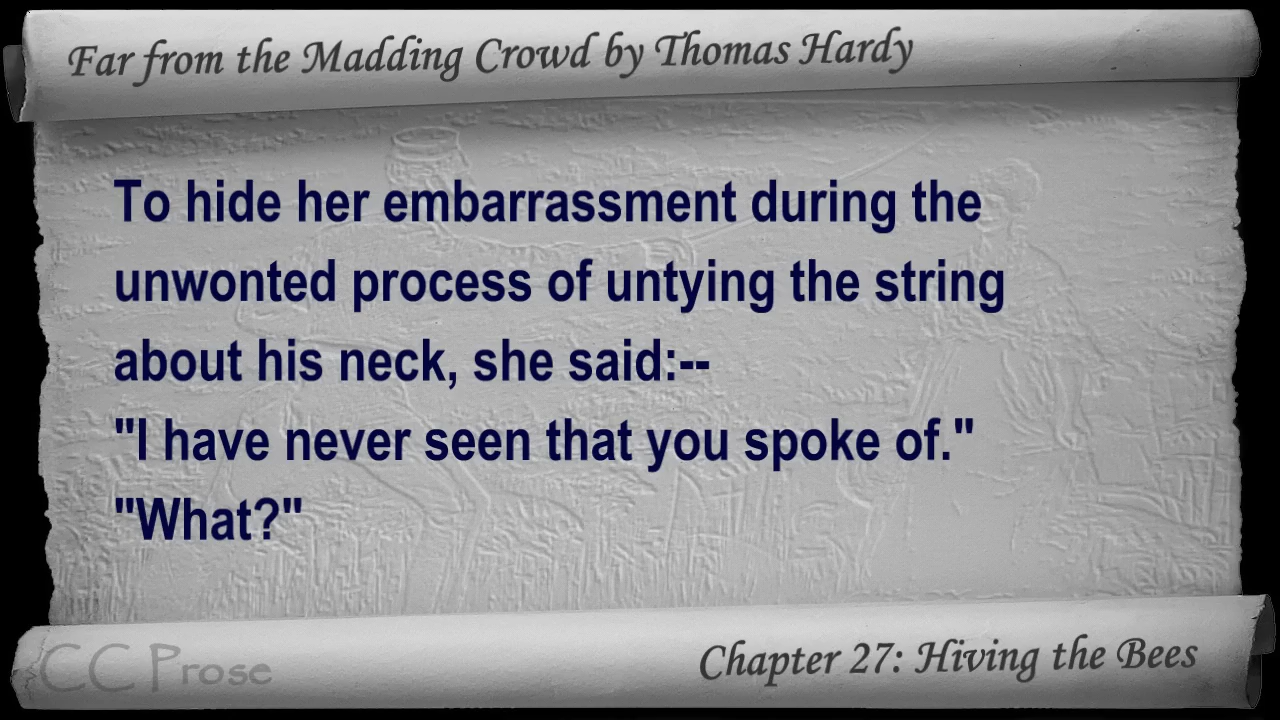 Far from the Madding Crowd by Thomas Hardy
To hide her embarrassment during the
unwonted process of untying the string
about his neck, she said:--
"I have never seen that you spoke of."
"What?"
CC Prose
Chapter 27: Hiving the Bees